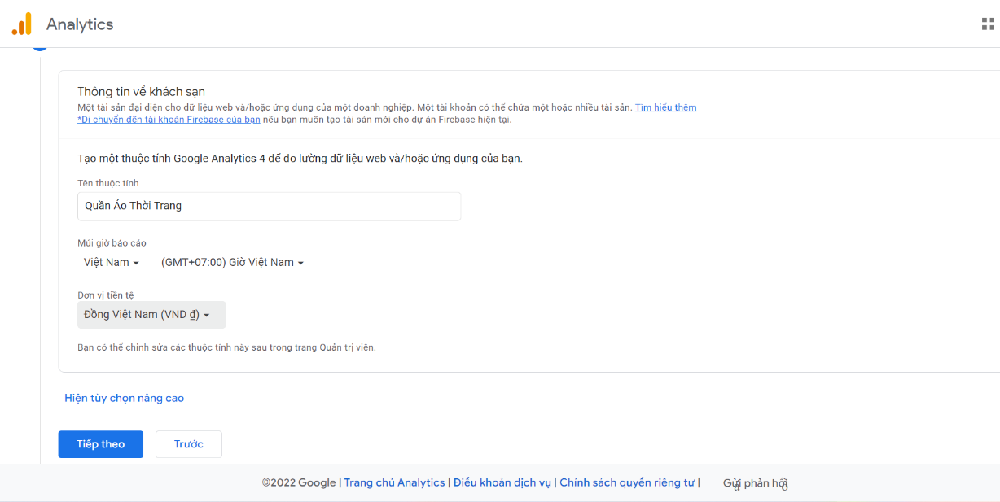 Analytics
Thông tin về khách sạn
Một tài sản đại diện cho dữ liệu web và/hoặc ứng dụng của một doanh nghiệp. Một tài khoản có thể chứa một hoặc nhiều tài sản. Tìm hiểu thêm
*Di chuyển đến tài khoản Firebase của bạn nếu bạn muốn tạo tài sản mới cho dự án Firebase hiện tại.
Tạo một thuộc tính Google Analytics 4 để đo lường dữ liệu web và/hoặc ứng dụng của bạn.
Tên thuộc tính
Quần Áo Thời Trang
Múi giờ báo cáo
Việt Nam (GMT+07:00) Giờ Việt Nam
Đơn vị tiền tệ
Đồng Việt Nam (VND ₫)
Bạn có thể chỉnh sửa các thuộc tính này sau trong trang Quản trị viên.
Hiện tùy chọn nâng cao
Tiếp theo Trước
©2022 Google | Trang chủ Analytics | Điều khoản dịch vụ | Chính sách quyền riêng tư | Gửi phản hồi